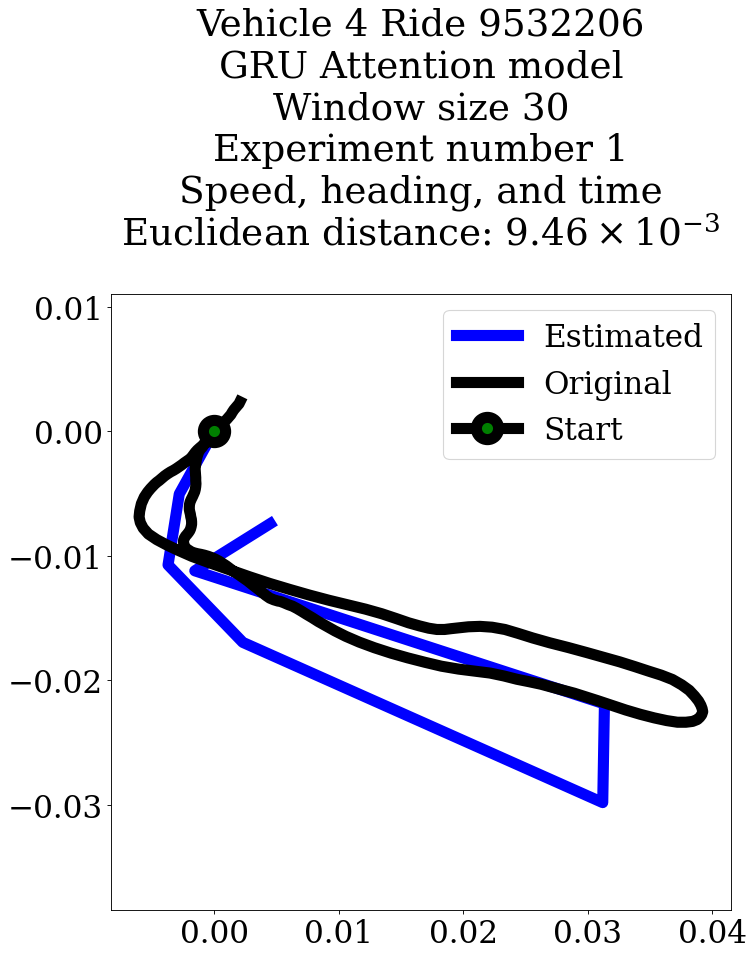 Vehicle 4 Ride 9532206
GRU Attention model
Window size 30
Experiment number 1
Speed, heading, and time
Euclidean distance: 9.46 × 10⁻³
0.01
0.00
−0.01
−0.02
−0.03
Estimated
Original
Start
0.00 0.01 0.02 0.03 0.04